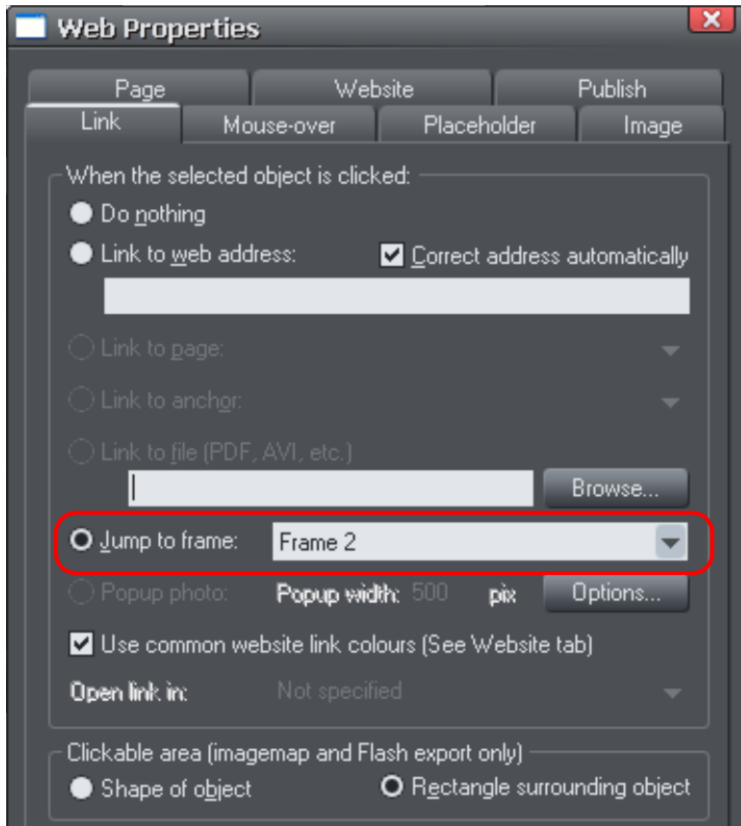 Web Properties
Page Website Publish
Link Mouse-over Placeholder Image
When the selected object is clicked:
Do nothing
Link to web address: Correct address automatically
Link to page:
Link to anchor:
Link to file (PDF, AVI, etc.)
Browse...
Jump to frame: Frame 2
Popup photo: Popup width: 500 pix Options...
Use common website link colours (See Website tab)
Open link in: Not specified
Clickable area (imagemap and Flash export only)
Shape of object Rectangle surrounding object